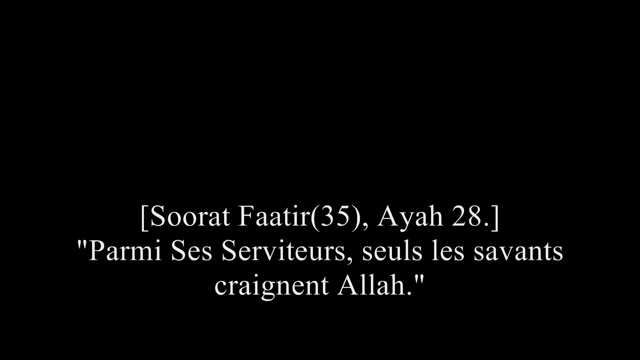 [Soorat Faatir(35), Ayah 28.]
"Parmi Ses Serviteurs, seuls les savants
craignent Allah."